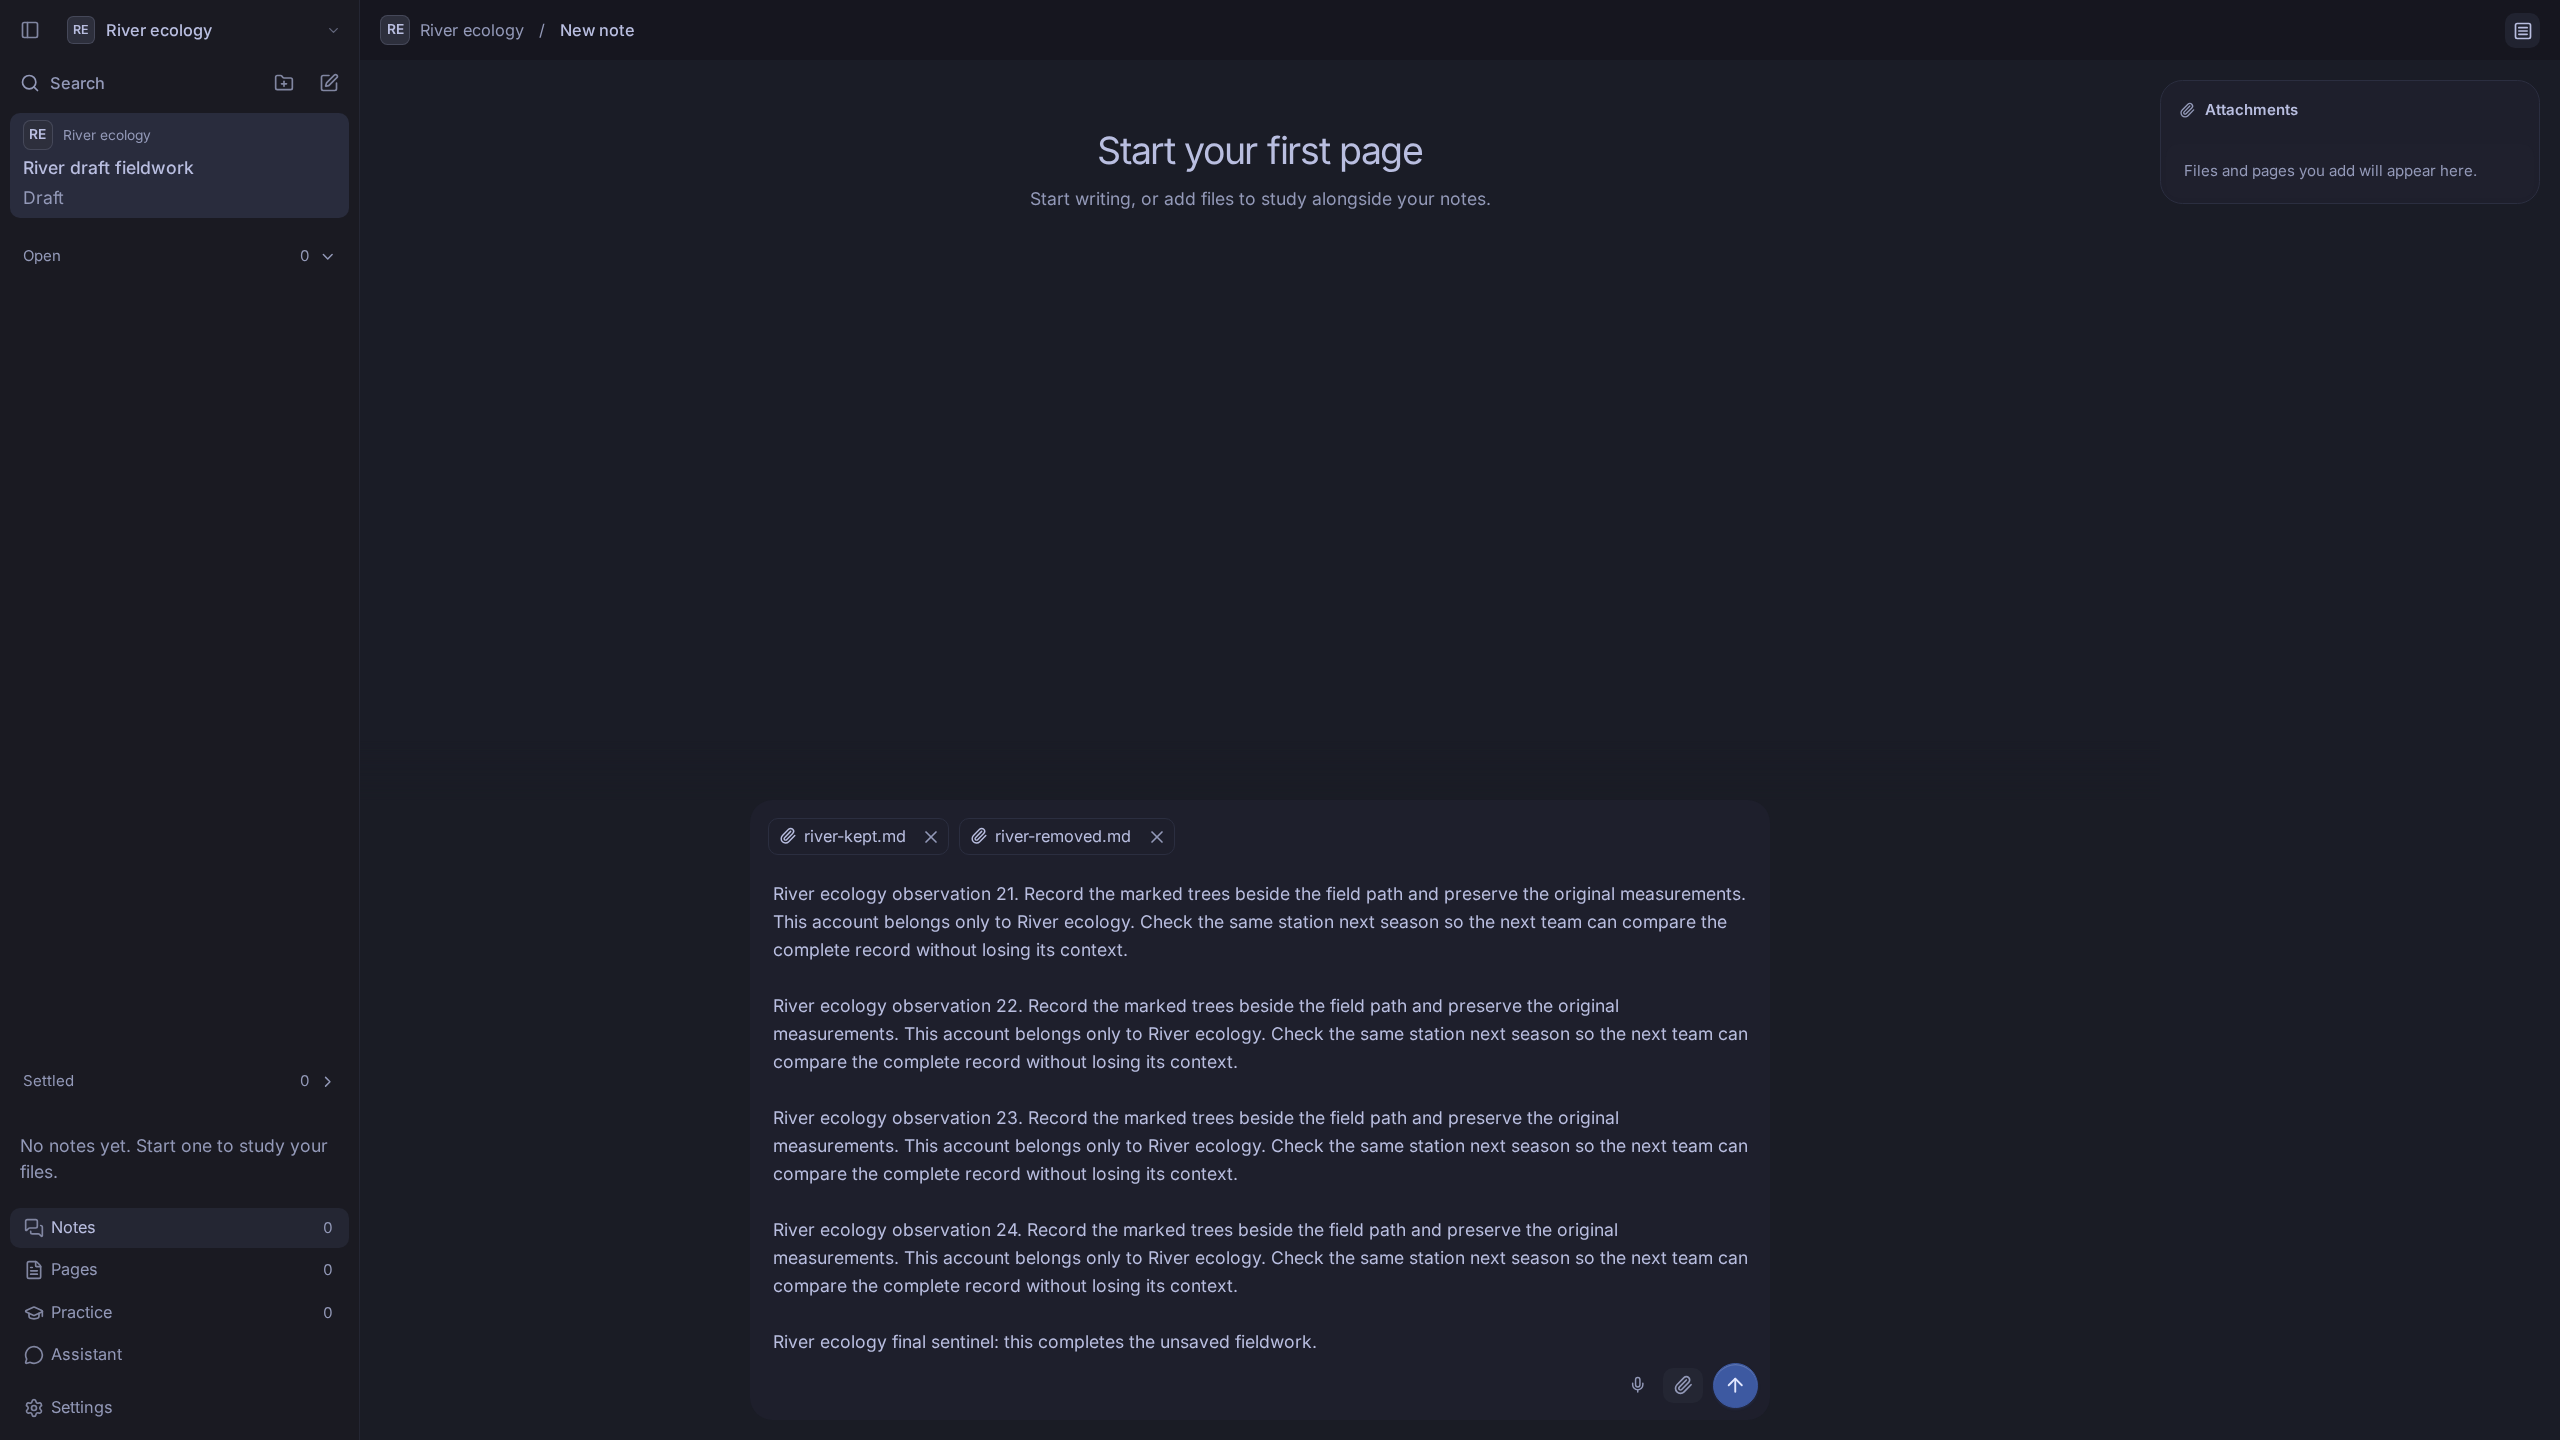 RE River ecology
Search
RE River ecology
River draft fieldwork
Draft
Open 0
Settled 0
No notes yet. Start one to study your
files.
Notes 0
Pages 0
Practice 0
Assistant
Settings
RE River ecology / New note
Start your first page
Start writing, or add files to study alongside your notes.
Attachments
Files and pages you add will appear here.
river-kept.md river-removed.md
River ecology observation 21. Record the marked trees beside the field path and preserve the original measurements.
This account belongs only to River ecology. Check the same station next season so the next team can compare the
complete record without losing its context.
River ecology observation 22. Record the marked trees beside the field path and preserve the original
measurements. This account belongs only to River ecology. Check the same station next season so the next team can
compare the complete record without losing its context.
River ecology observation 23. Record the marked trees beside the field path and preserve the original
measurements. This account belongs only to River ecology. Check the same station next season so the next team can
compare the complete record without losing its context.
River ecology observation 24. Record the marked trees beside the field path and preserve the original
measurements. This account belongs only to River ecology. Check the same station next season so the next team can
compare the complete record without losing its context.
River ecology final sentinel: this completes the unsaved fieldwork.